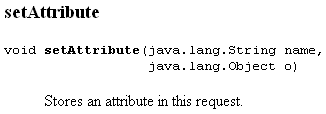 setAttribute
void setAttribute(java.lang.String name,
java.lang.Object o)
Stores an attribute in this request.